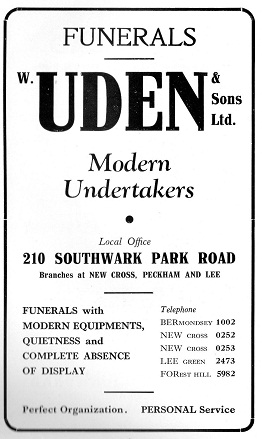 FUNERALS
W. UDEN & Sons Ltd.
Modern
Undertakers
Local Office
210 SOUTHWARK PARK ROAD
Branches at NEW CROSS, PECKHAM AND LEE
FUNERALS with
MODERN EQUIPMENTS,
QUIETNESS and
COMPLETE ABSENCE
OF DISPLAY
Telephone
BERMONDSEY 1002
NEW CROSS 0252
NEW CROSS 0253
LEE GREEN 2473
FOREST HILL 5982
Perfect Organization. PERSONAL Service